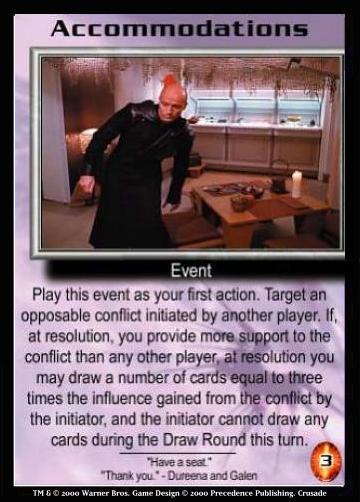 Accommodations
Event
Play this event as your first action. Target an
opposable conflict initiated by another player. If,
at resolution, you provide more support to the
conflict than any other player, at resolution you
may draw a number of cards equal to three
times the influence gained from the conflict by
the initiator, and the initiator cannot draw any
cards during the Draw Round this turn.
"Have a seat."
"Thank you." - Dureena and Galen
3
TM & © 2000 Warner Bros. Game Design © 2000 Precedence Publishing. Crusade